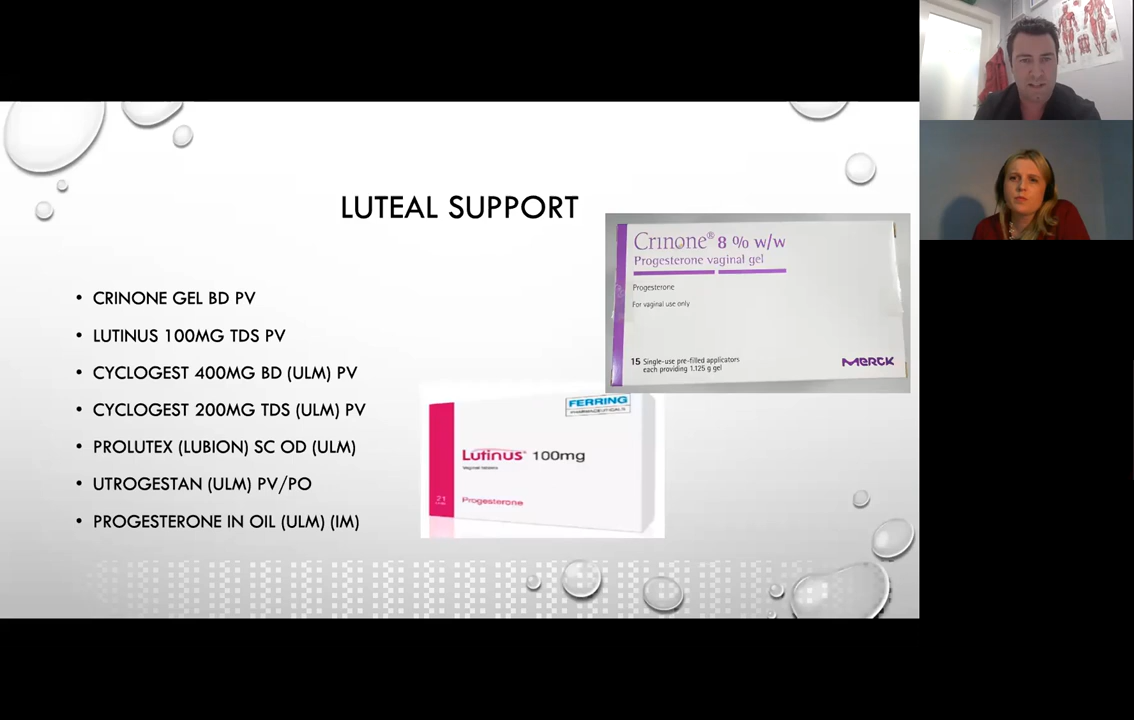 LUTEAL SUPPORT
• CRINONE GEL BD PV
• LUTINUS 100MG TDS PV
• CYCLOGEST 400MG BD (ULM) PV
• CYCLOGEST 200MG TDS (ULM) PV
• PROLUTEX (LUBION) SC OD (ULM)
• UTROGESTAN (ULM) PV/PO
• PROGESTERONE IN OIL (ULM) (IM)
Crinone® 8 % w/w
Progesterone vaginal gel
Progesterone
For vaginal use only
15 Single-use pre-filled applicators
each providing 1.125 g gel
MERCK
FERRING
PHARMACEUTICALS
Lutinus® 100mg
Vaginal tablets
Progesterone
21